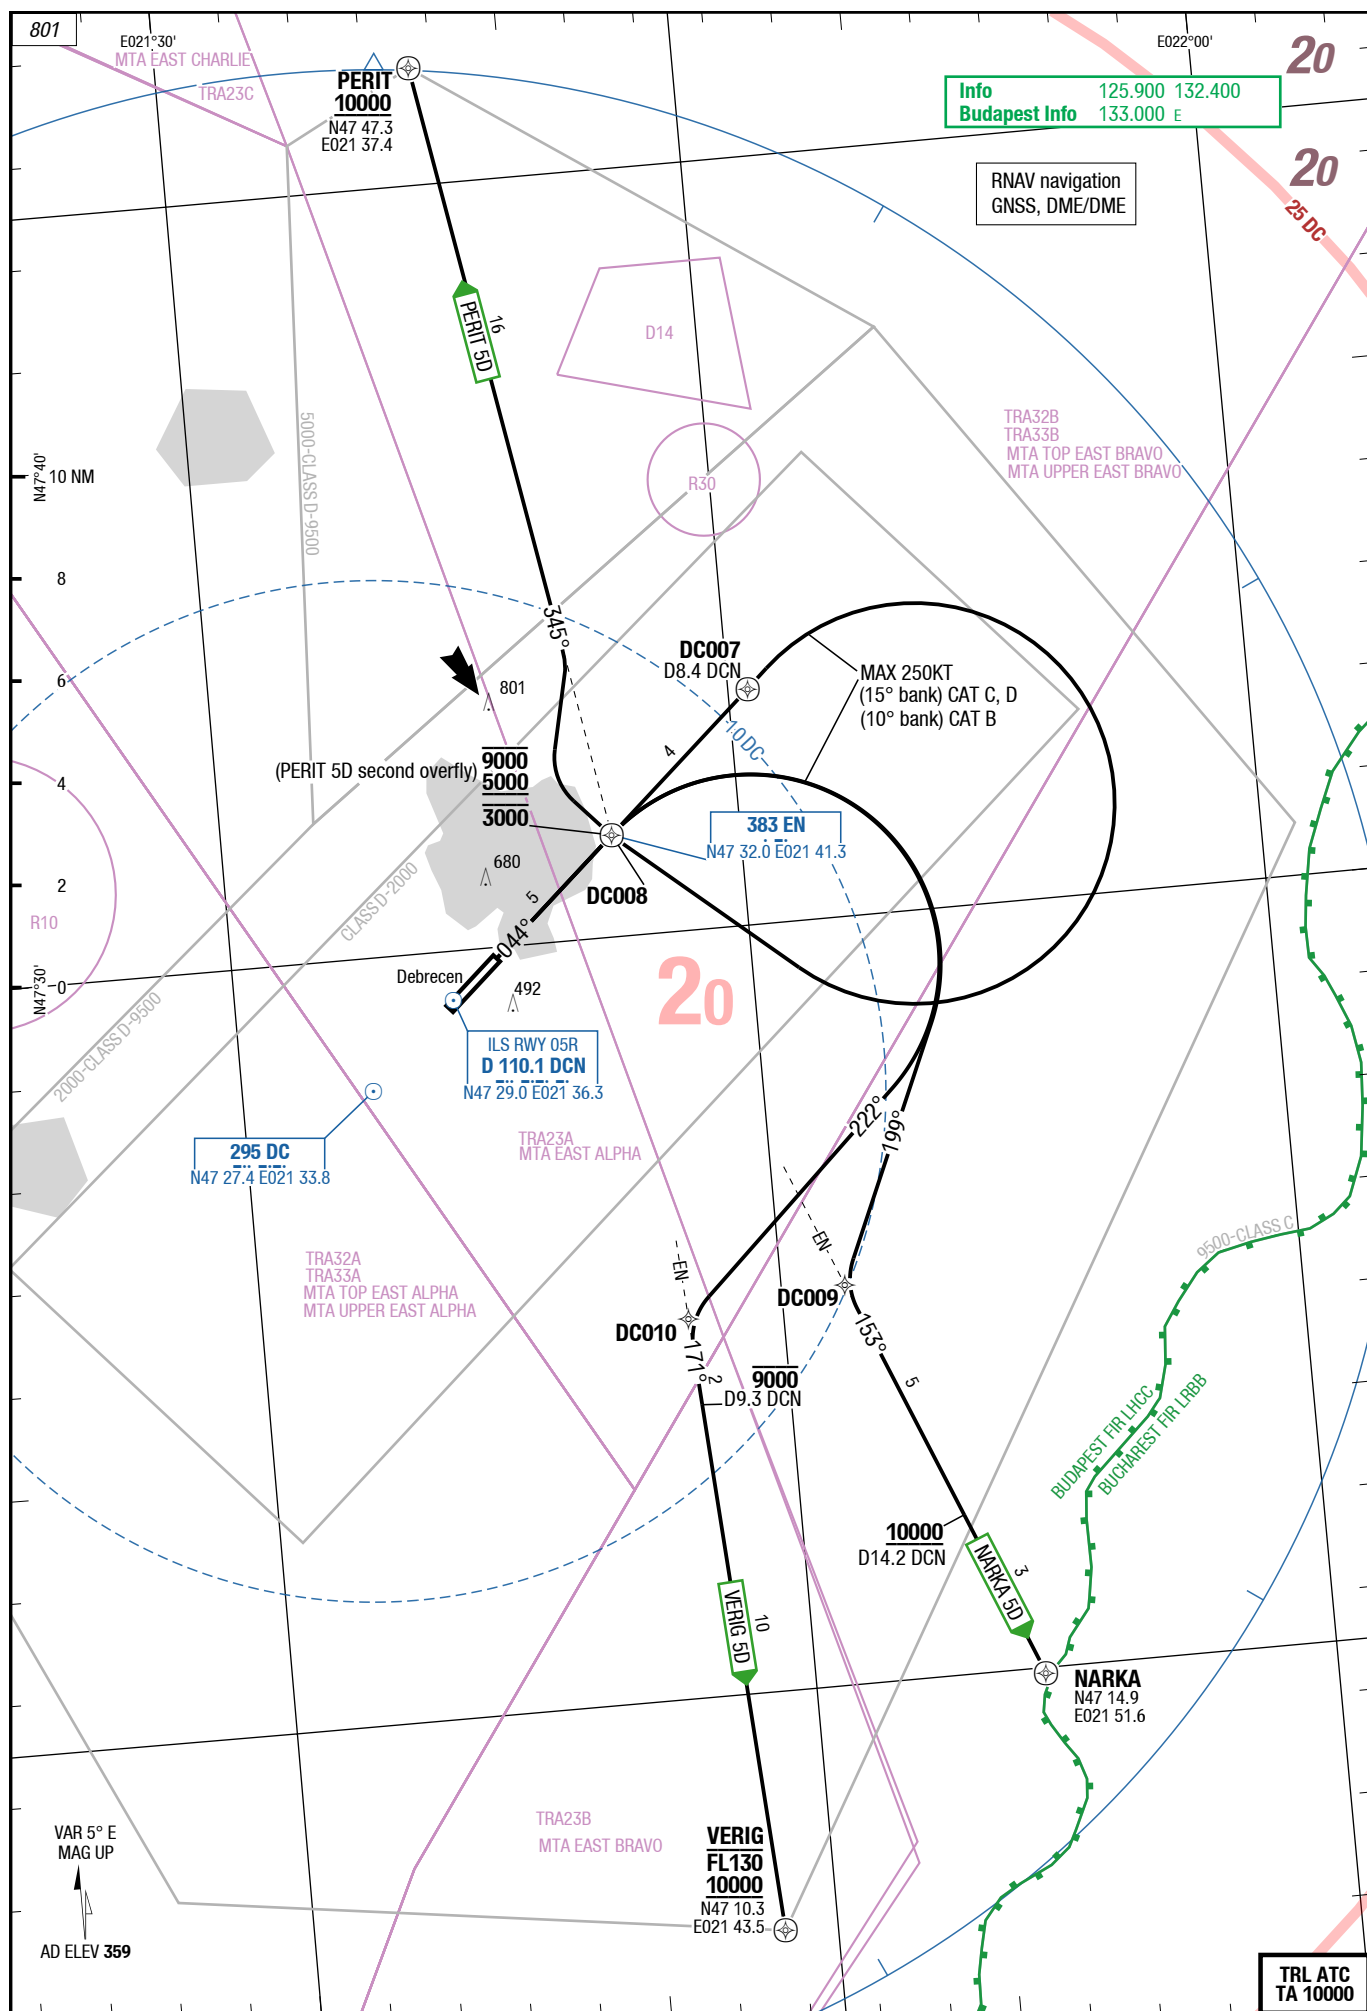 801
E021°30'
MTA EAST CHARLIE
TRA23C
PERIT
10000
N47 47.3
E021 37.4
E022°00'
20
Info 125.900 132.400
Budapest Info 133.000 E
20
RNAV navigation
GNSS, DME/DME
25 DC
PERIT 5D
16
D14
5000-CLASS D-9500
R30
TRA32B
TRA33B
MTA TOP EAST BRAVO
MTA UPPER EAST BRAVO
N47°40'
10 NM
8
6
4
2
0
N47°30'
345°
DC007
D8.4 DCN
MAX 250KT
(15° bank) CAT C, D
(10° bank) CAT B
801
10 DC
4
(PERIT 5D second overfly)
9000
5000
3000
383 EN
N47 32.0 E021 41.3
680
DC008
5
CLASS D-2000
R10
044°
Debrecen
492
20
2000-CLASS D-9500
ILS RWY 05R
D 110.1 DCN
N47 29.0 E021 36.3
295 DC
N47 27.4 E021 33.8
TRA23A
MTA EAST ALPHA
222°
199°
TRA32A
TRA33A
MTA TOP EAST ALPHA
MTA UPPER EAST ALPHA
EN
EN
DC009
DC010
9500-CLASS C
153°
171°
2
9000
D9.3 DCN
5
BUDAPEST FIR LHCC
BUCHAREST FIR LRBB
10000
D14.2 DCN
NARKA 5D
3
VERIG 5D
10
NARKA
N47 14.9
E021 51.6
TRA23B
MTA EAST BRAVO
VERIG
FL130
10000
N47 10.3
E021 43.5
VAR 5° E
MAG UP
AD ELEV 359
TRL ATC
TA 10000